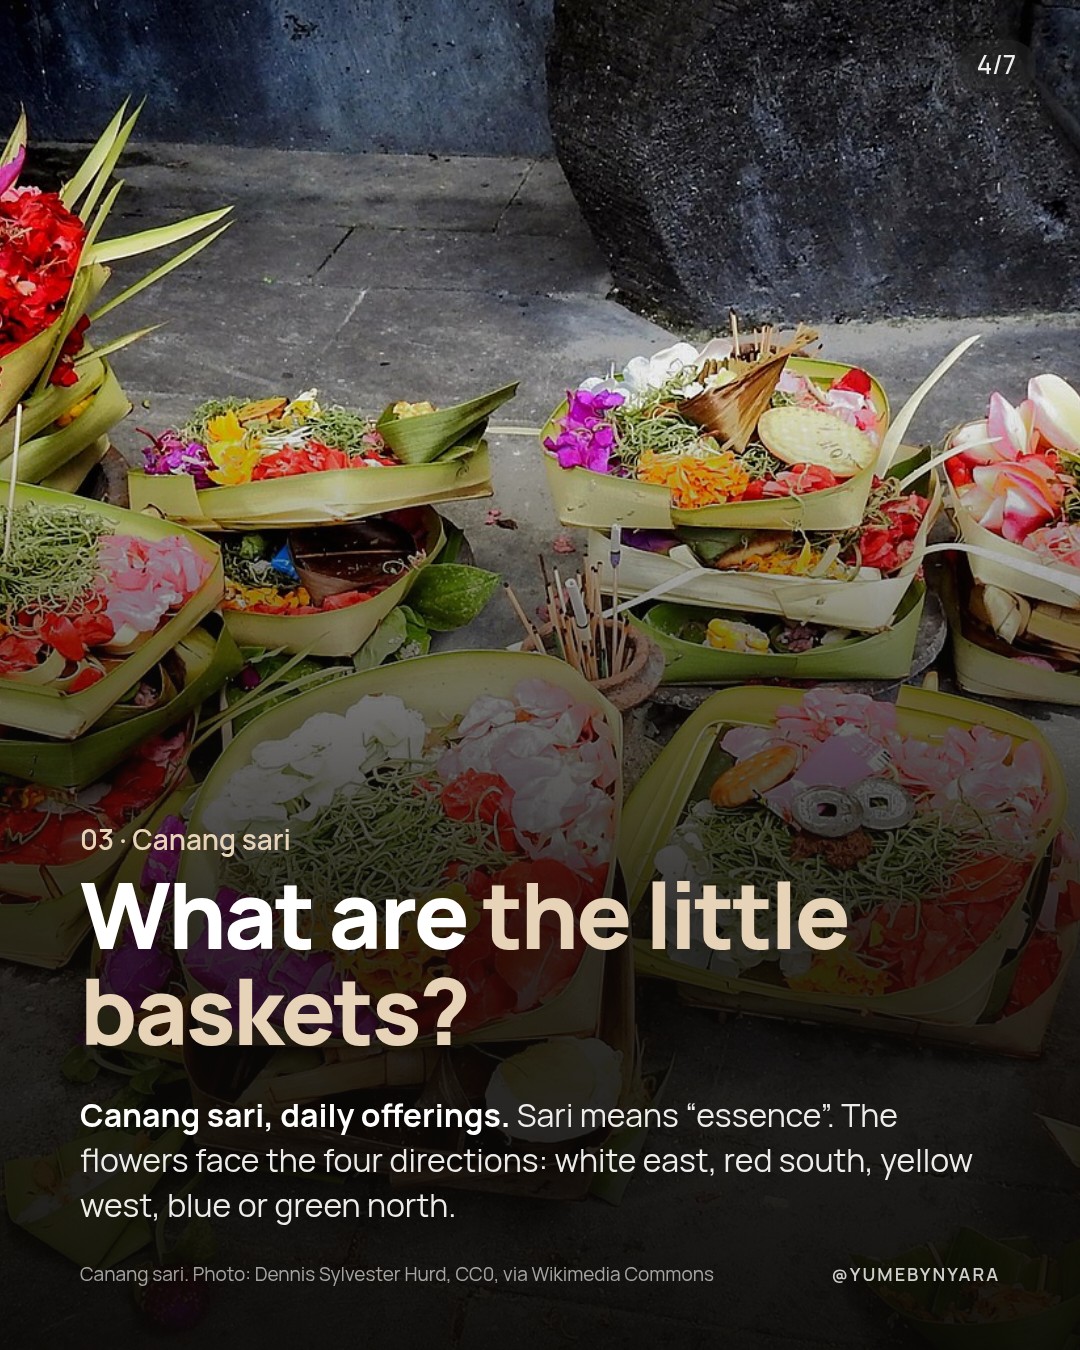 4/7
03 · Canang sari
What are the little
baskets?
Canang sari, daily offerings. Sari means “essence”. The
flowers face the four directions: white east, red south, yellow
west, blue or green north.
Canang sari. Photo: Dennis Sylvester Hurd, CC0, via Wikimedia Commons
@YUMEBYNYARA